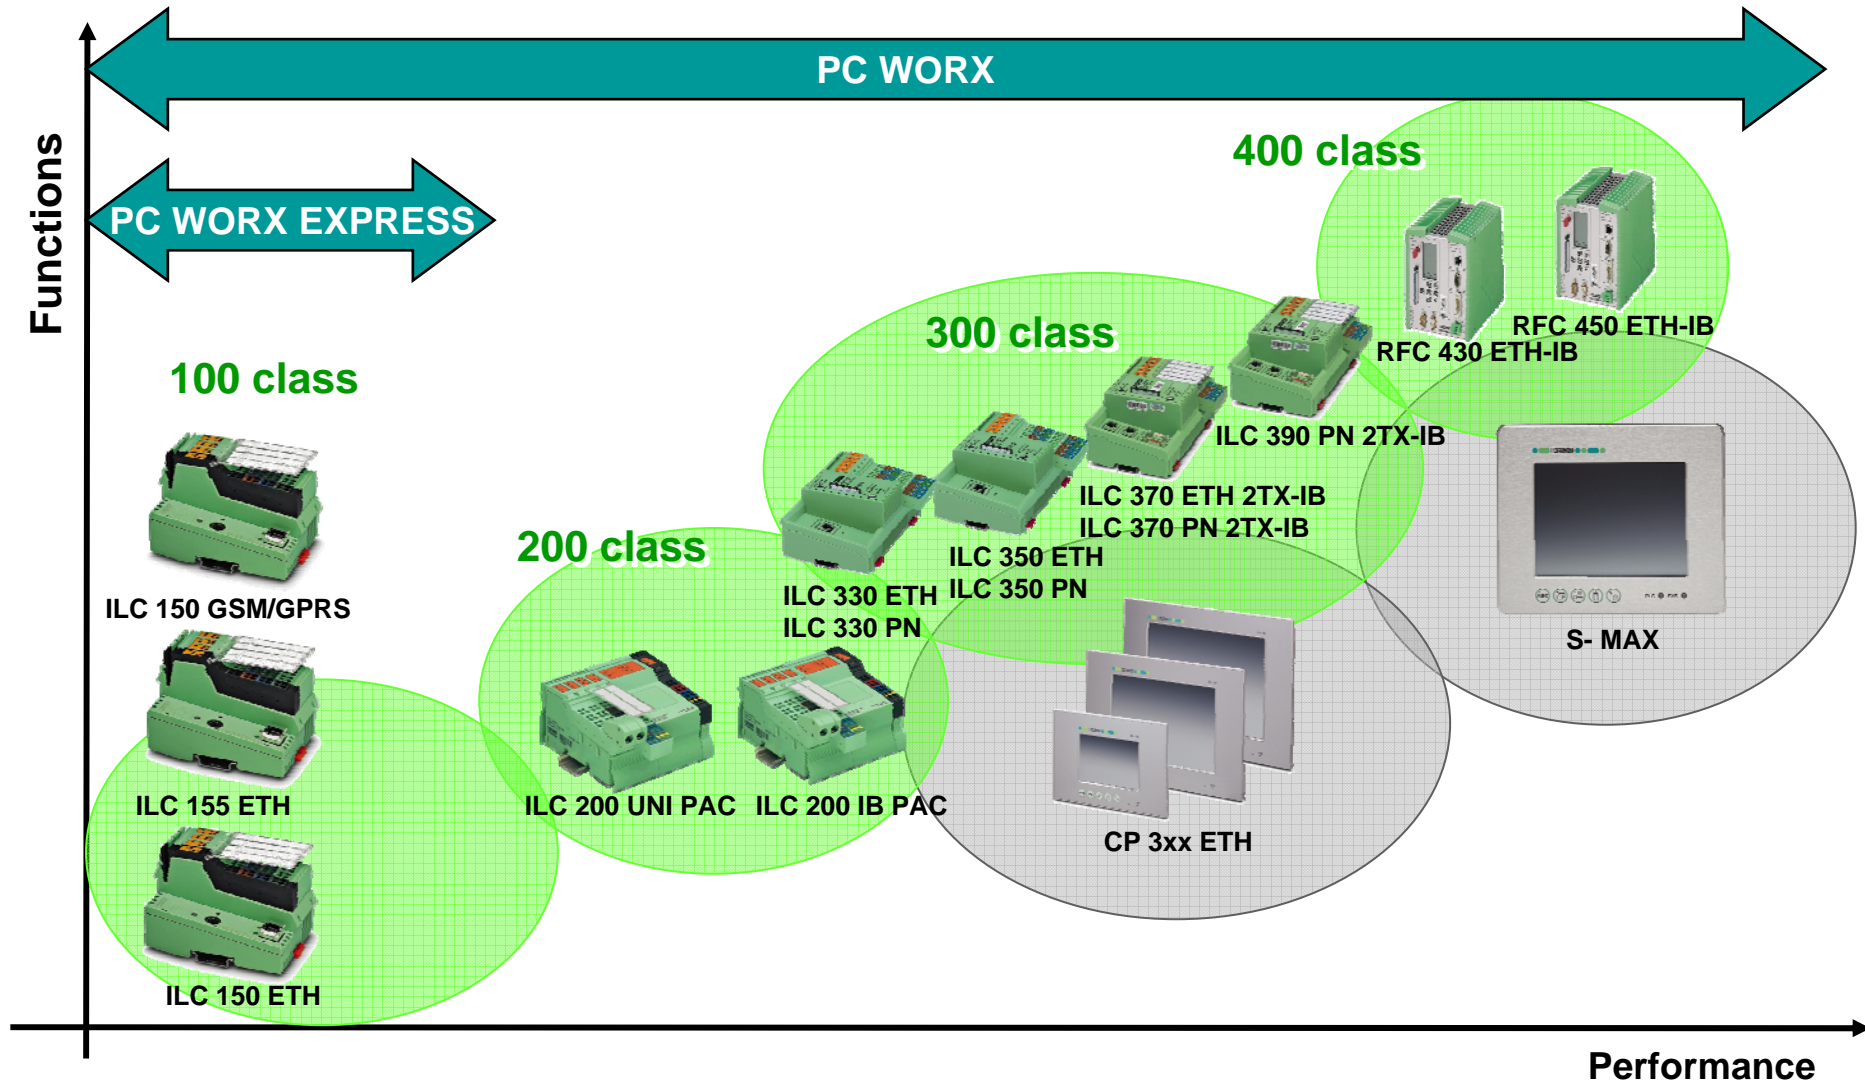 PC WORX
Functions
PC WORX EXPRESS
400 class
RFC 450 ETH-IB
RFC 430 ETH-IB
300 class
100 class
ILC 390 PN 2TX-IB
ILC 370 ETH 2TX-IB
ILC 370 PN 2TX-IB
200 class
ILC 350 ETH
ILC 350 PN
ILC 330 ETH
ILC 330 PN
ILC 150 GSM/GPRS
S- MAX
ILC 155 ETH
ILC 200 UNI PAC
ILC 200 IB PAC
CP 3xx ETH
ILC 150 ETH
Performance